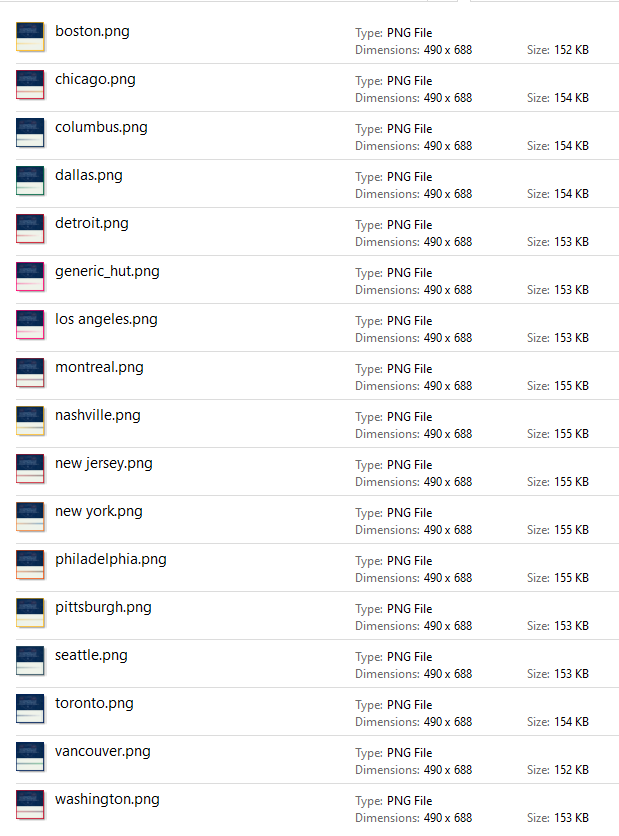 boston.png
Type: PNG File
Dimensions: 490 x 688 Size: 152 KB
chicago.png
Type: PNG File
Dimensions: 490 x 688 Size: 154 KB
columbus.png
Type: PNG File
Dimensions: 490 x 688 Size: 154 KB
dallas.png
Type: PNG File
Dimensions: 490 x 688 Size: 154 KB
detroit.png
Type: PNG File
Dimensions: 490 x 688 Size: 153 KB
generic_hut.png
Type: PNG File
Dimensions: 490 x 688 Size: 153 KB
los angeles.png
Type: PNG File
Dimensions: 490 x 688 Size: 153 KB
montreal.png
Type: PNG File
Dimensions: 490 x 688 Size: 155 KB
nashville.png
Type: PNG File
Dimensions: 490 x 688 Size: 155 KB
new jersey.png
Type: PNG File
Dimensions: 490 x 688 Size: 155 KB
new york.png
Type: PNG File
Dimensions: 490 x 688 Size: 155 KB
philadelphia.png
Type: PNG File
Dimensions: 490 x 688 Size: 155 KB
pittsburgh.png
Type: PNG File
Dimensions: 490 x 688 Size: 153 KB
seattle.png
Type: PNG File
Dimensions: 490 x 688 Size: 153 KB
toronto.png
Type: PNG File
Dimensions: 490 x 688 Size: 154 KB
vancouver.png
Type: PNG File
Dimensions: 490 x 688 Size: 152 KB
washington.png
Type: PNG File
Dimensions: 490 x 688 Size: 153 KB